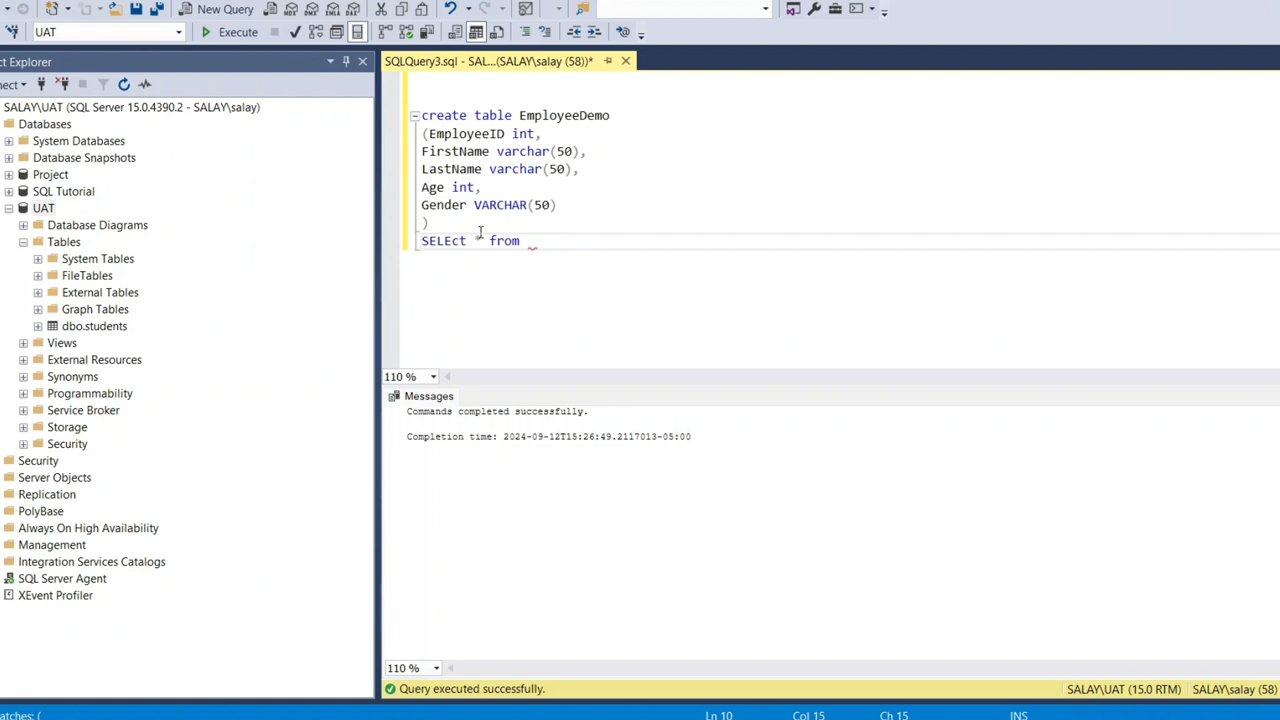 New Query
UAT
Execute
ct Explorer
nect
SALAY\UAT (SQL Server 15.0.4390.2 - SALAY\salay)
Databases
System Databases
Database Snapshots
Project
SQL Tutorial
UAT
Database Diagrams
Tables
System Tables
FileTables
External Tables
Graph Tables
dbo.students
Views
External Resources
Synonyms
Programmability
Service Broker
Storage
Security
Security
Server Objects
Replication
PolyBase
Always On High Availability
Management
Integration Services Catalogs
SQL Server Agent
XEvent Profiler
SQLQuery3.sql - SAL...(SALAY\salay (58))*
create table EmployeeDemo
(EmployeeID int,
FirstName varchar(50),
LastName varchar(50),
Age int,
Gender VARCHAR(50)
)
SELEct * from
110 %
Messages
Commands completed successfully.
Completion time: 2024-09-12T15:26:49.2117013-05:00
110 %
Query executed successfully.
SALAY\UAT (15.0 RTM)
SALAY\salay (58)
atches: (
Ln 10
Col 15
Ch 15
INS